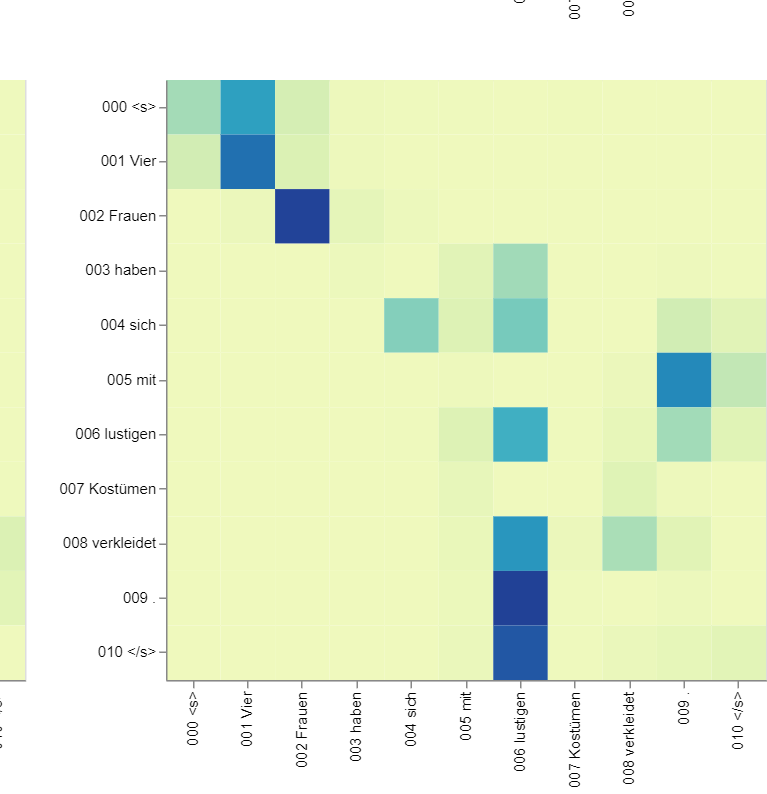 000 <s>
001 Vier
002 Frauen
003 haben
004 sich
005 mit
006 lustigen
007 Kostümen
008 verkleidet
009 .
010 </s>
000 <s>
001 Vier
002 Frauen
003 haben
004 sich
005 mit
006 lustigen
007 Kostümen
008 verkleidet
009 .
010 </s>